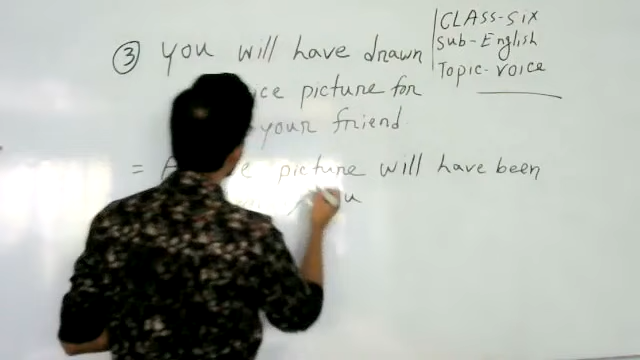 CLASS-Six
Sub-English
Topic-voice
③ you will have drawn
picture for
your friend
= picture will have been